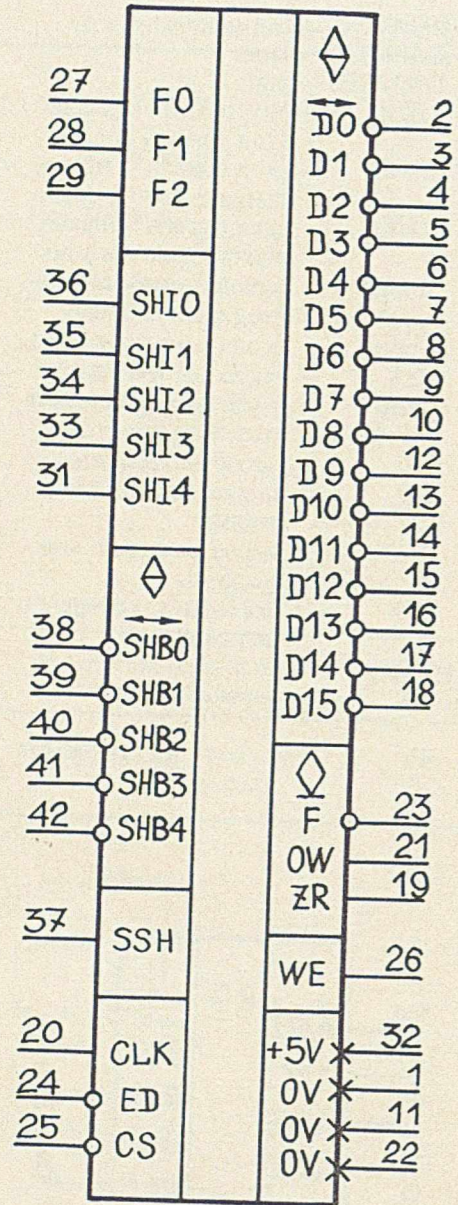 27 F0
28 F1
29 F2
36 SHI0
35 SHI1
34 SHI2
33 SHI3
31 SHI4
38 SHB0
39 SHB1
40 SHB2
41 SHB3
42 SHB4
37 SSH
20 CLK
24 ED
25 CS
D0 2
D1 3
D2 4
D3 5
D4 6
D5 7
D6 8
D7 9
D8 10
D9 12
D10 13
D11 14
D12 15
D13 16
D14 17
D15 18
F 23
OW 21
ZR 19
WE 26
+5V 32
0V 1
0V 11
0V 22